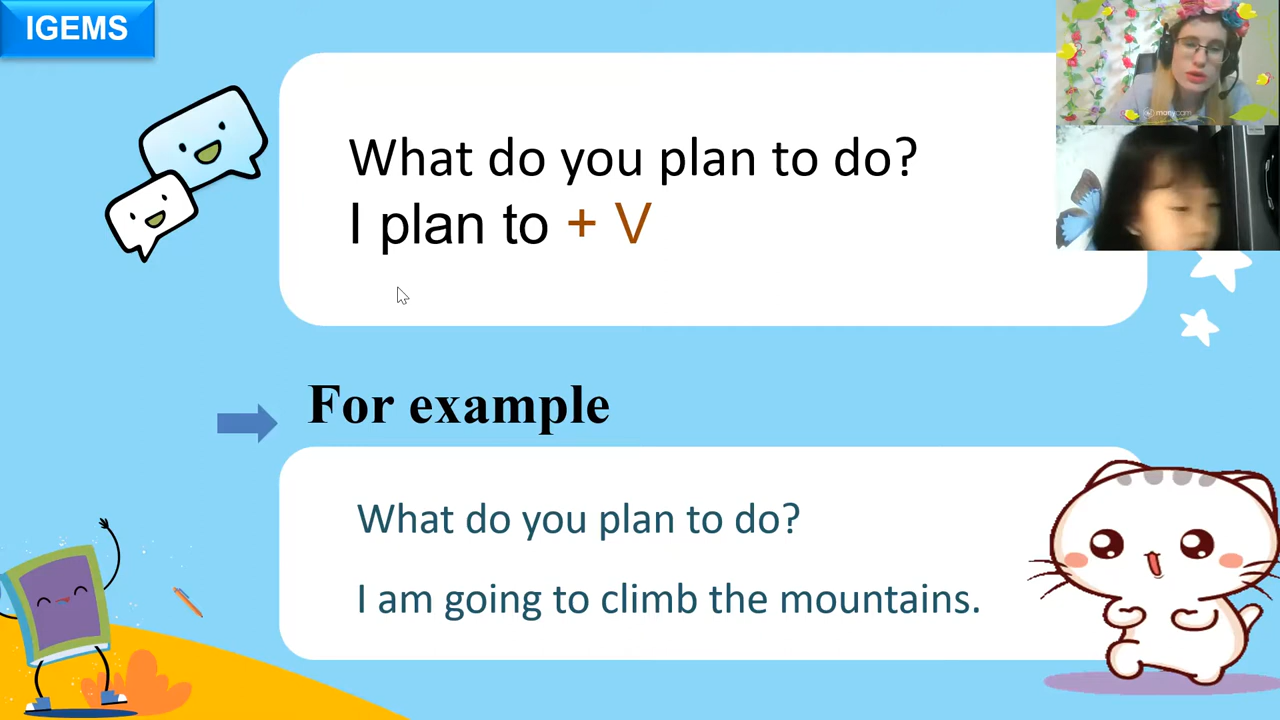 IGEMS
What do you plan to do?
I plan to + V
For example
What do you plan to do?
I am going to climb the mountains.
manycam